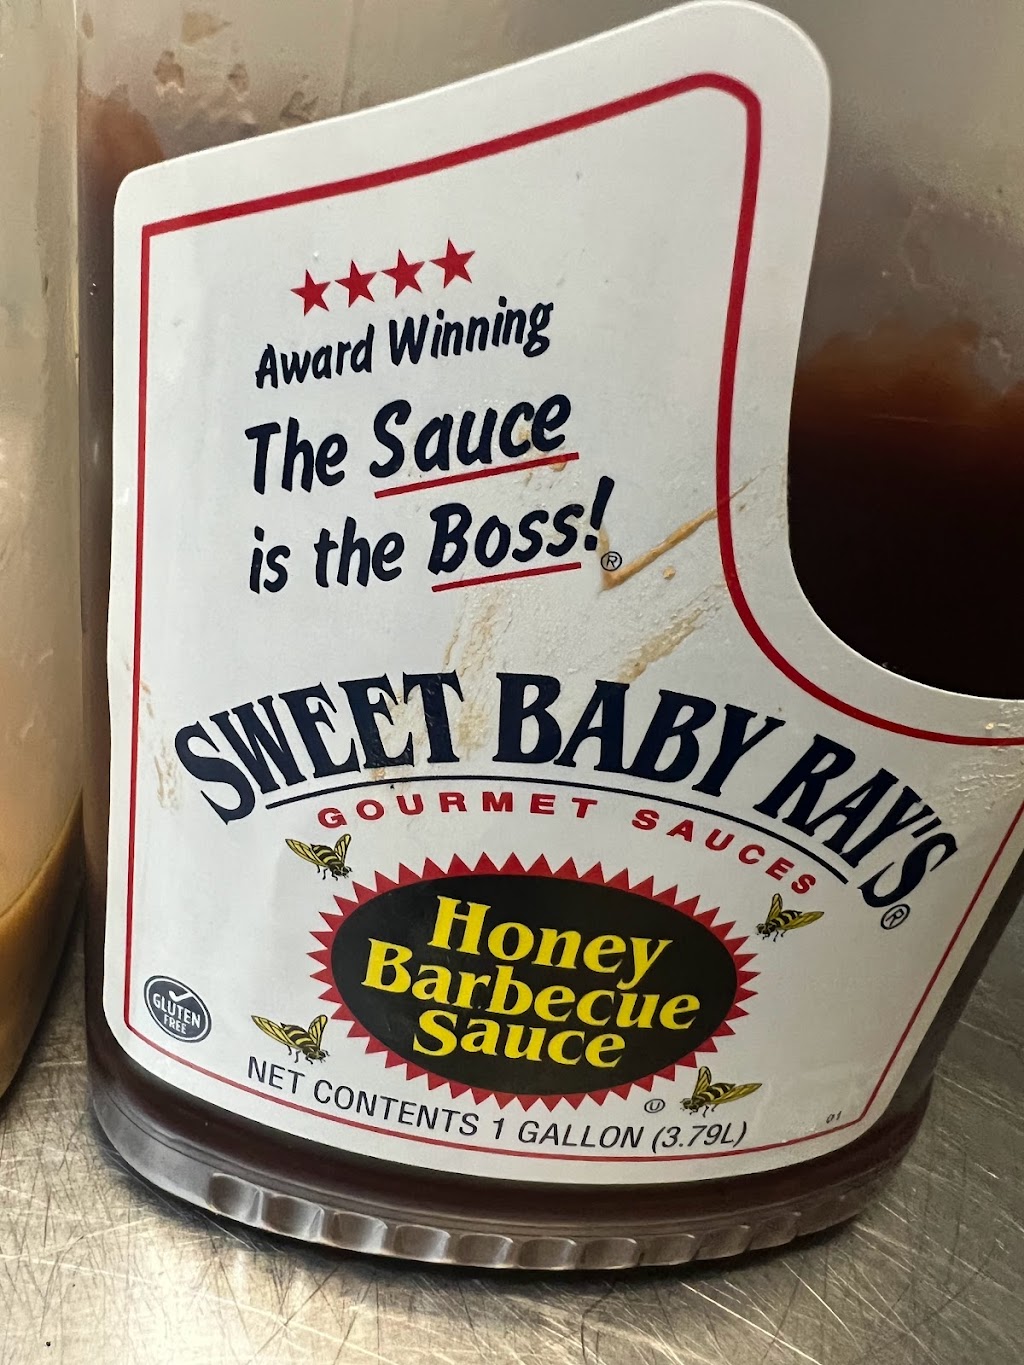 Award Winning
The Sauce
is the Boss!®
SWEET BABY RAY'S®
GOURMET SAUCES
Honey
Barbecue
Sauce
GLUTEN
FREE
NET CONTENTS 1 GALLON (3.79L)
U
01